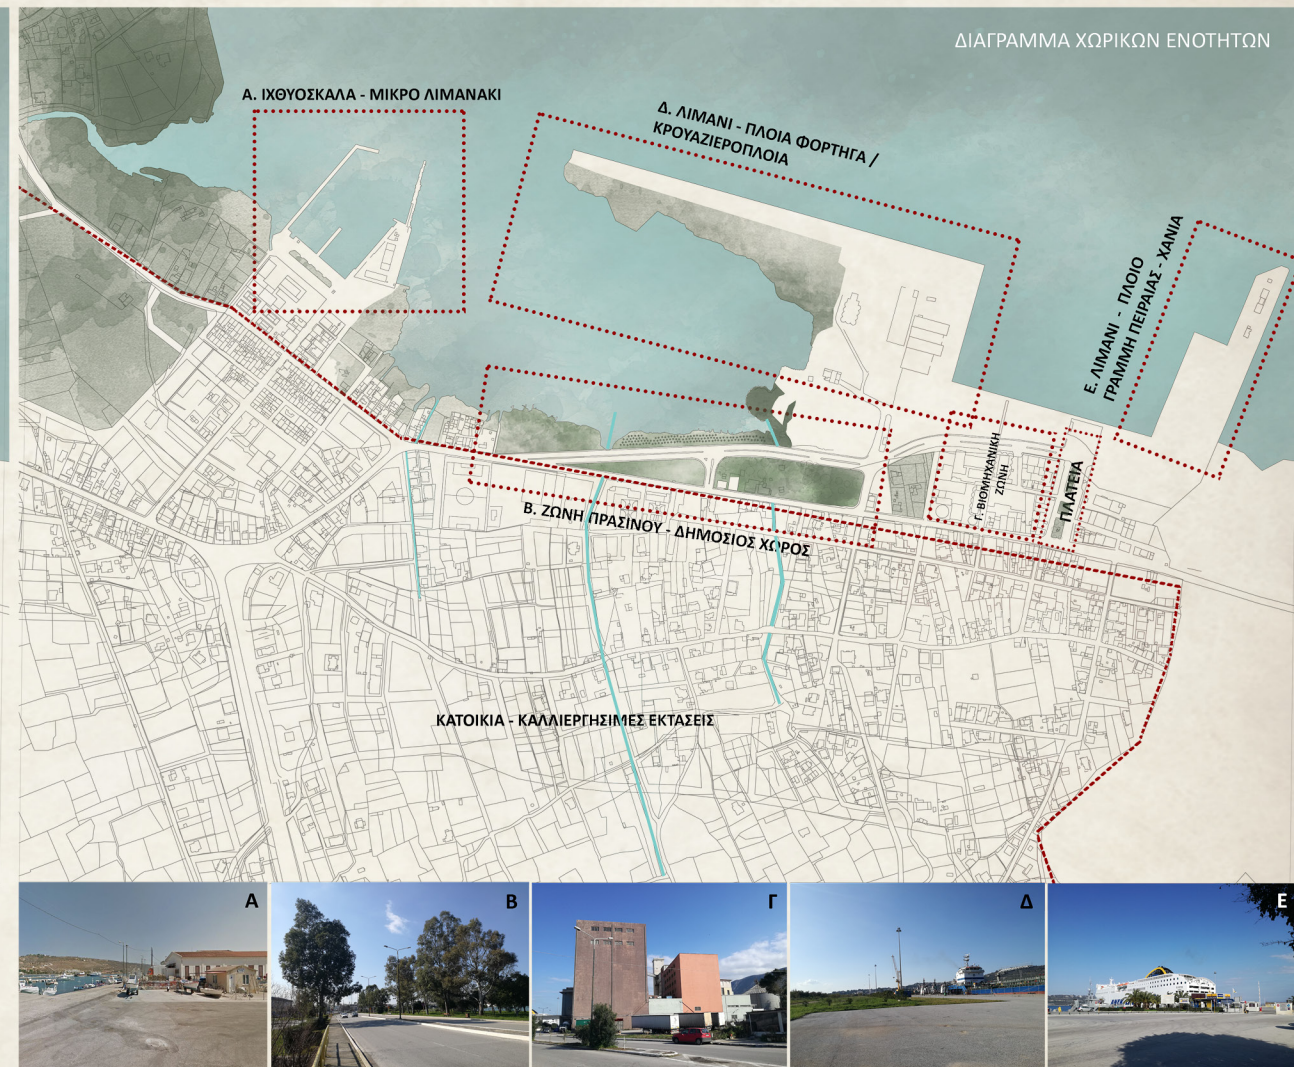 ΔΙΑΓΡΑΜΜΑ ΧΩΡΙΚΩΝ ΕΝΟΤΗΤΩΝ
Α. ΙΧΘΥΟΣΚΑΛΑ - ΜΙΚΡΟ ΛΙΜΑΝΑΚΙ
Δ. ΛΙΜΑΝΙ - ΠΛΟΙΑ ΦΟΡΤΗΓΑ /
ΚΡΟΥΑΖΙΕΡΟΠΛΟΙΑ
Ε. ΛΙΜΑΝΙ - ΠΛΟΙΟ
ΓΡΑΜΜΗ ΠΕΙΡΑΙΑΣ - ΧΑΝΙΑ
Γ. ΒΙΟΜΗΧΑΝΙΚΗ
ΖΩΝΗ
ΠΛΑΤΕΙΑ
Β. ΖΩΝΗ ΠΡΑΣΙΝΟΥ - ΔΗΜΟΣΙΟΣ ΧΩΡΟΣ
ΚΑΤΟΙΚΙΑ - ΚΑΛΛΙΕΡΓΗΣΙΜΕΣ ΕΚΤΑΣΕΙΣ
Α
Β
Γ
Δ
Ε